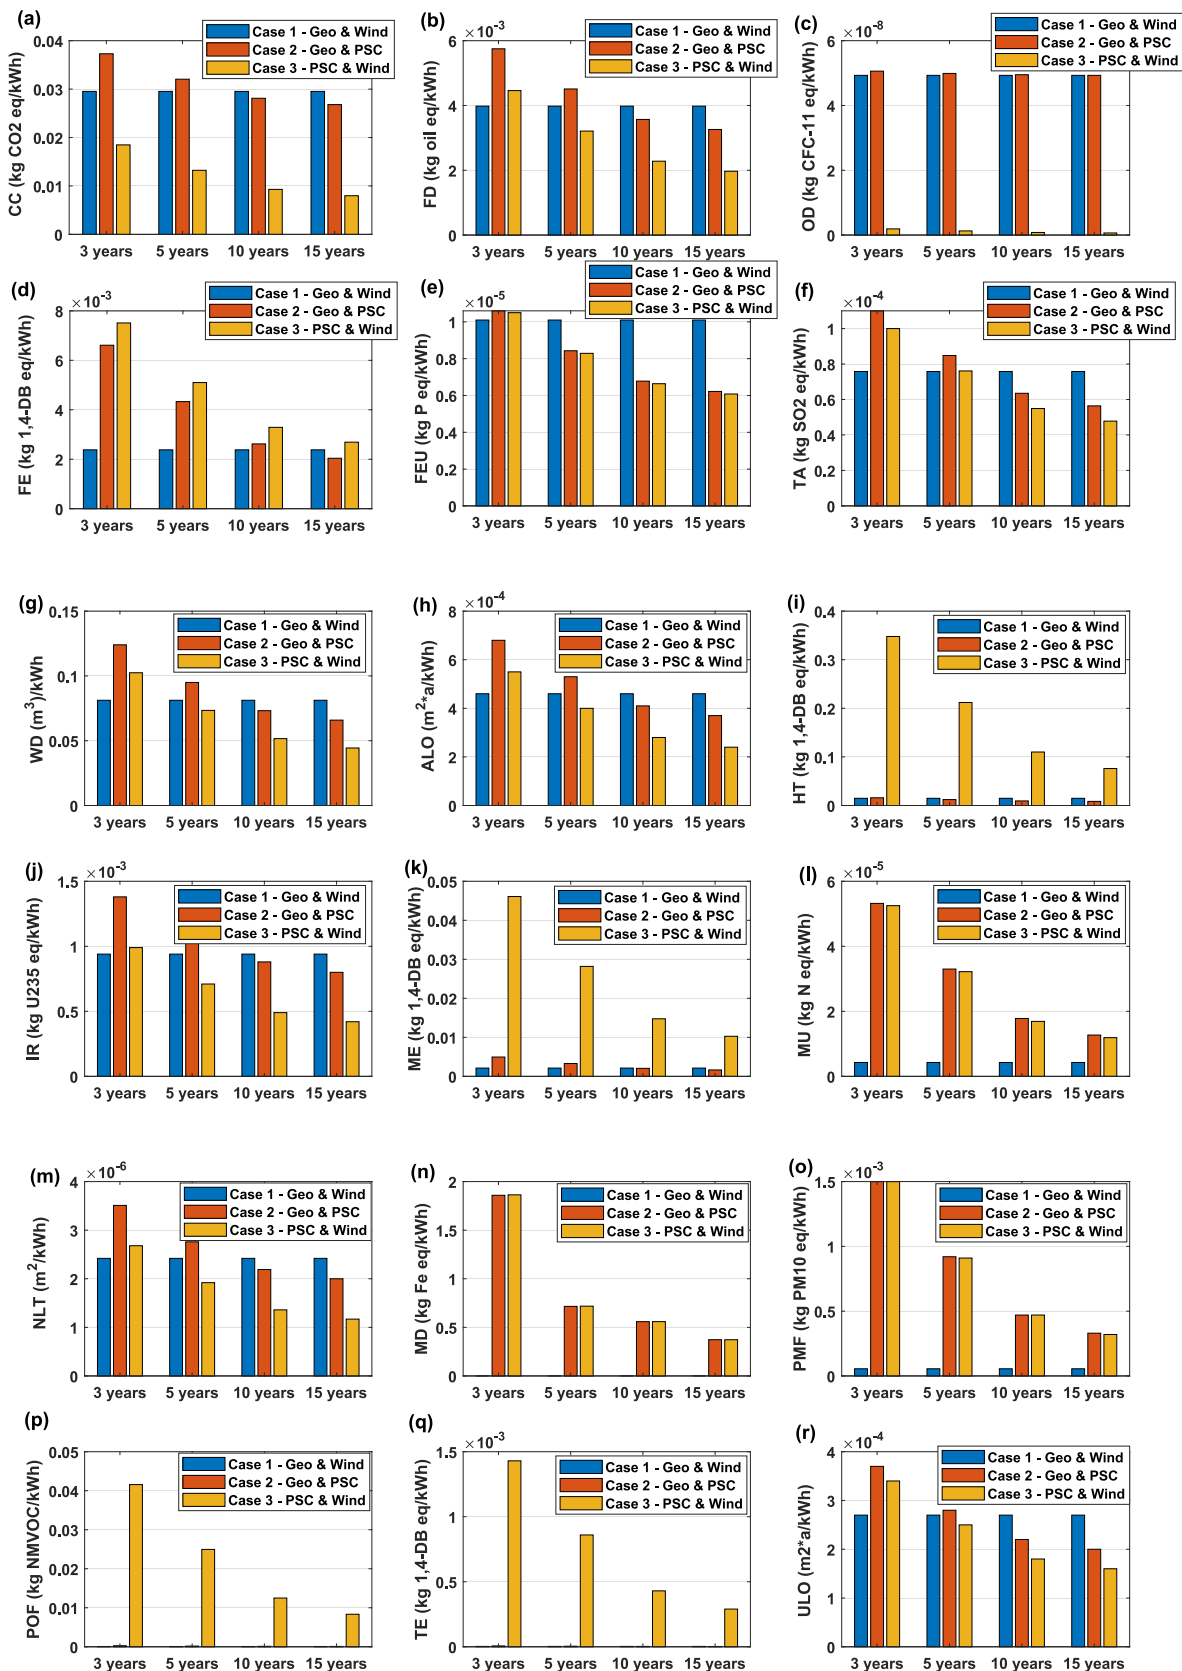 (a)
CC (kg CO2 eq/kWh)
0.04
0.03
0.02
0.01
0
3 years 5 years 10 years 15 years
Case 1 - Geo & Wind
Case 2 - Geo & PSC
Case 3 - PSC & Wind
(b)
×10⁻³
FD (kg oil eq/kWh)
6
4
2
0
3 years 5 years 10 years 15 years
Case 1 - Geo & Wind
Case 2 - Geo & PSC
Case 3 - PSC & Wind
(c)
×10⁻⁸
OD (kg CFC-11 eq/kWh)
6
4
2
0
3 years 5 years 10 years 15 years
Case 1 - Geo & Wind
Case 2 - Geo & PSC
Case 3 - PSC & Wind
(d)
×10⁻³
FE (kg 1,4-DB eq/kWh)
8
6
4
2
0
3 years 5 years 10 years 15 years
Case 1 - Geo & Wind
Case 2 - Geo & PSC
Case 3 - PSC & Wind
(e)
×10⁻⁵
FEU (kg P eq/kWh)
1
0.8
0.6
0.4
0.2
0
3 years 5 years 10 years 15 years
Case 1 - Geo & Wind
Case 2 - Geo & PSC
Case 3 - PSC & Wind
(f)
×10⁻⁴
TA (kg SO2 eq/kWh)
1
0.8
0.6
0.4
0.2
0
3 years 5 years 10 years 15 years
Case 1 - Geo & Wind
Case 2 - Geo & PSC
Case 3 - PSC & Wind
(g)
WD (m³)/kWh
0.15
0.1
0.05
0
3 years 5 years 10 years 15 years
Case 1 - Geo & Wind
Case 2 - Geo & PSC
Case 3 - PSC & Wind
(h)
×10⁻⁴
ALO (m²*a/kWh)
8
6
4
2
0
3 years 5 years 10 years 15 years
Case 1 - Geo & Wind
Case 2 - Geo & PSC
Case 3 - PSC & Wind
(i)
HT (kg 1,4-DB eq/kWh)
0.4
0.3
0.2
0.1
0
3 years 5 years 10 years 15 years
Case 1 - Geo & Wind
Case 2 - Geo & PSC
Case 3 - PSC & Wind
(j)
×10⁻³
IR (kg U235 eq/kWh)
1.5
1
0.5
0
3 years 5 years 10 years 15 years
Case 1 - Geo & Wind
Case 2 - Geo & PSC
Case 3 - PSC & Wind
(k)
ME (kg 1,4-DB eq/kWh)
0.05
0.04
0.03
0.02
0.01
0
3 years 5 years 10 years 15 years
Case 1 - Geo & Wind
Case 2 - Geo & PSC
Case 3 - PSC & Wind
(l)
×10⁻⁵
MU (kg N eq/kWh)
6
4
2
0
3 years 5 years 10 years 15 years
Case 1 - Geo & Wind
Case 2 - Geo & PSC
Case 3 - PSC & Wind
(m)
×10⁻⁶
NLT (m²/kWh)
4
3
2
1
0
3 years 5 years 10 years 15 years
Case 1 - Geo & Wind
Case 2 - Geo & PSC
Case 3 - PSC & Wind
(n)
MD (kg Fe eq/kWh)
2
1.5
1
0.5
0
3 years 5 years 10 years 15 years
Case 1 - Geo & Wind
Case 2 - Geo & PSC
Case 3 - PSC & Wind
(o)
×10⁻³
PMF (kg PM10 eq/kWh)
1.5
1
0.5
0
3 years 5 years 10 years 15 years
Case 1 - Geo & Wind
Case 2 - Geo & PSC
Case 3 - PSC & Wind
(p)
POF (kg NMVOC/kWh)
0.05
0.04
0.03
0.02
0.01
0
3 years 5 years 10 years 15 years
Case 1 - Geo & Wind
Case 2 - Geo & PSC
Case 3 - PSC & Wind
(q)
×10⁻³
TE (kg 1,4-DB eq/kWh)
1.5
1
0.5
0
3 years 5 years 10 years 15 years
Case 1 - Geo & Wind
Case 2 - Geo & PSC
Case 3 - PSC & Wind
(r)
×10⁻⁴
ULO (m2*a/kWh)
4
2
0
3 years 5 years 10 years 15 years
Case 1 - Geo & Wind
Case 2 - Geo & PSC
Case 3 - PSC & Wind